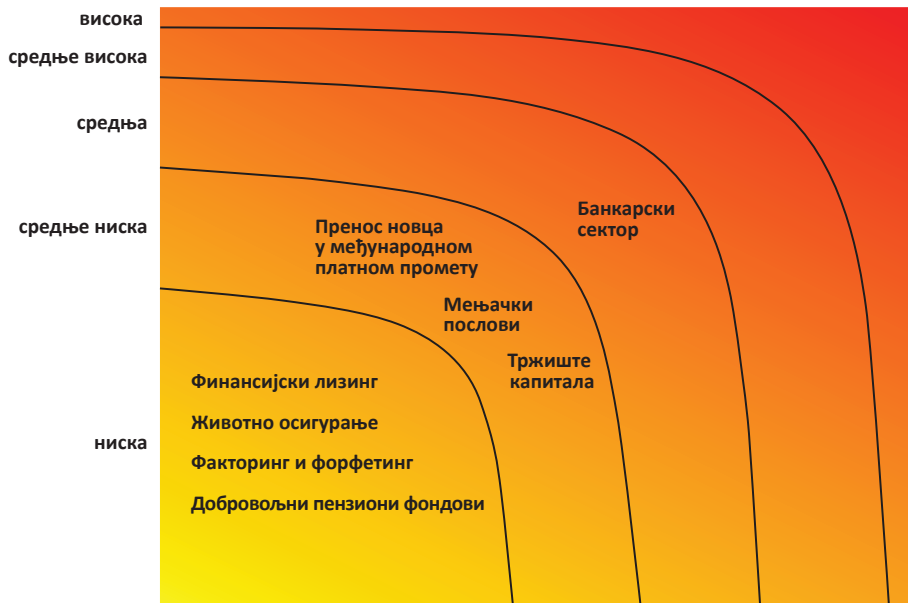 висока
средње висока
средња
средње ниска
ниска
Банкарски
сектор
Пренос новца
у међународном
платном промету
Мењачки
послови
Тржиште
капитала
Финансијски лизинг
Животно осигурање
Факторинг и форфетинг
Добровољни пензиони фондови